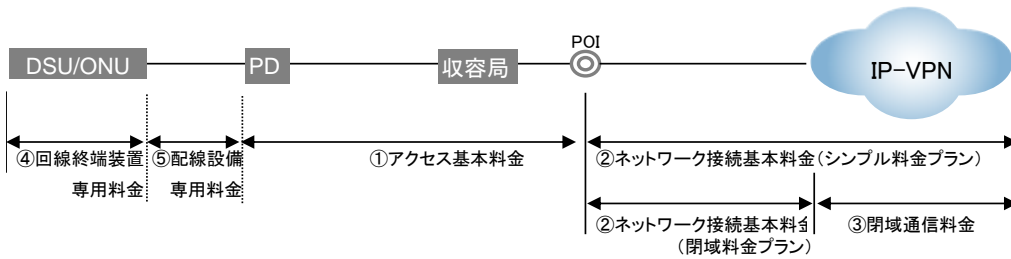 POI
DSU/ONU
PD
収容局
IP-VPN
④回線終端装置
専用料金
⑤配線設備
専用料金
①アクセス基本料金
②ネットワーク接続基本料金(シンプル料金プラン)
②ネットワーク接続基本料金
(閉域料金プラン)
③閉域通信料金